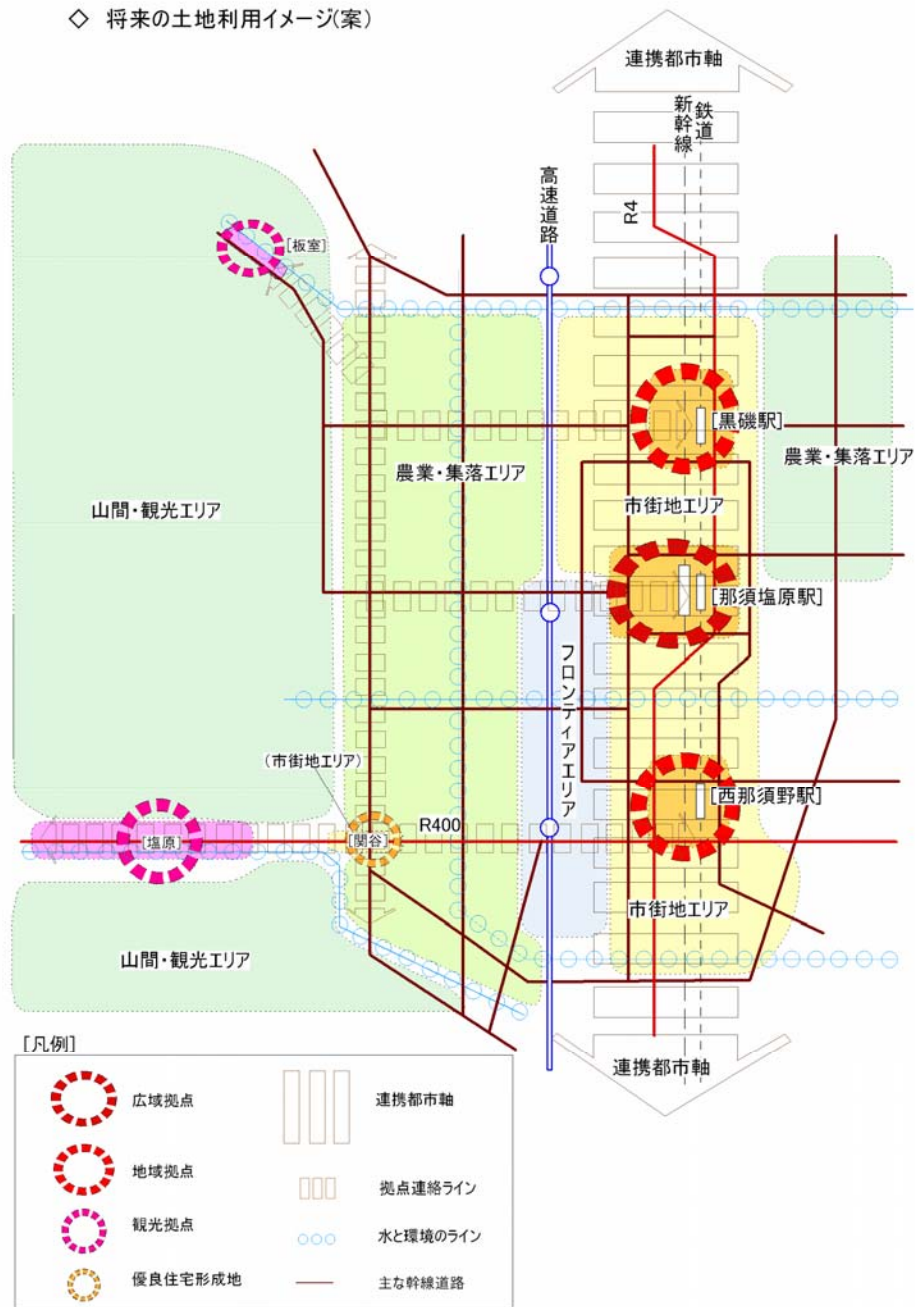 ◇ 将来の土地利用イメージ(案)
連携都市軸
新幹線
鉄道
高速道路
R4
[板室]
[黒磯駅]
農業・集落エリア
農業・集落エリア
山間・観光エリア
市街地エリア
[那須塩原駅]
フロンティアエリア
(市街地エリア)
[西那須野駅]
R400
[塩原]
[関谷]
市街地エリア
山間・観光エリア
連携都市軸
[凡例]
広域拠点
連携都市軸
地域拠点
拠点連絡ライン
観光拠点
水と環境のライン
優良住宅形成地
主な幹線道路